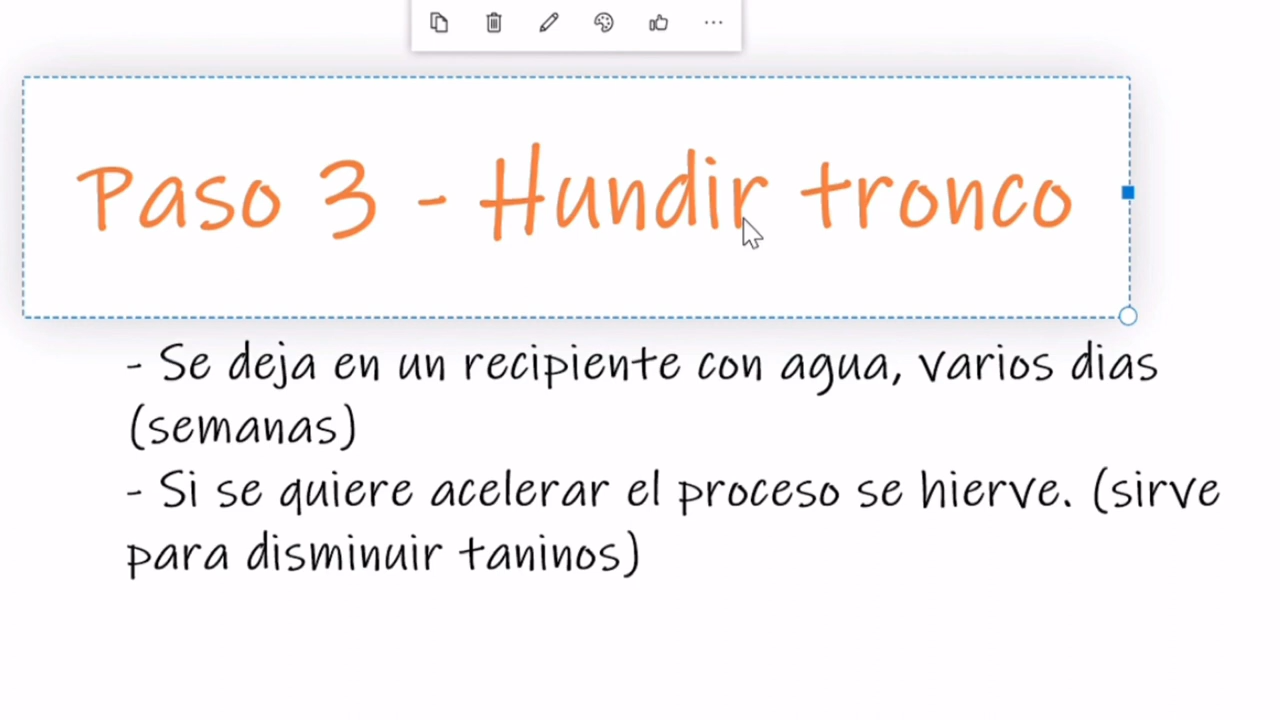 Paso 3 - Hundir tronco
- Se deja en un recipiente con agua, varios dias
(semanas)
- Si se quiere acelerar el proceso se hierve. (sirve
para disminuir taninos)